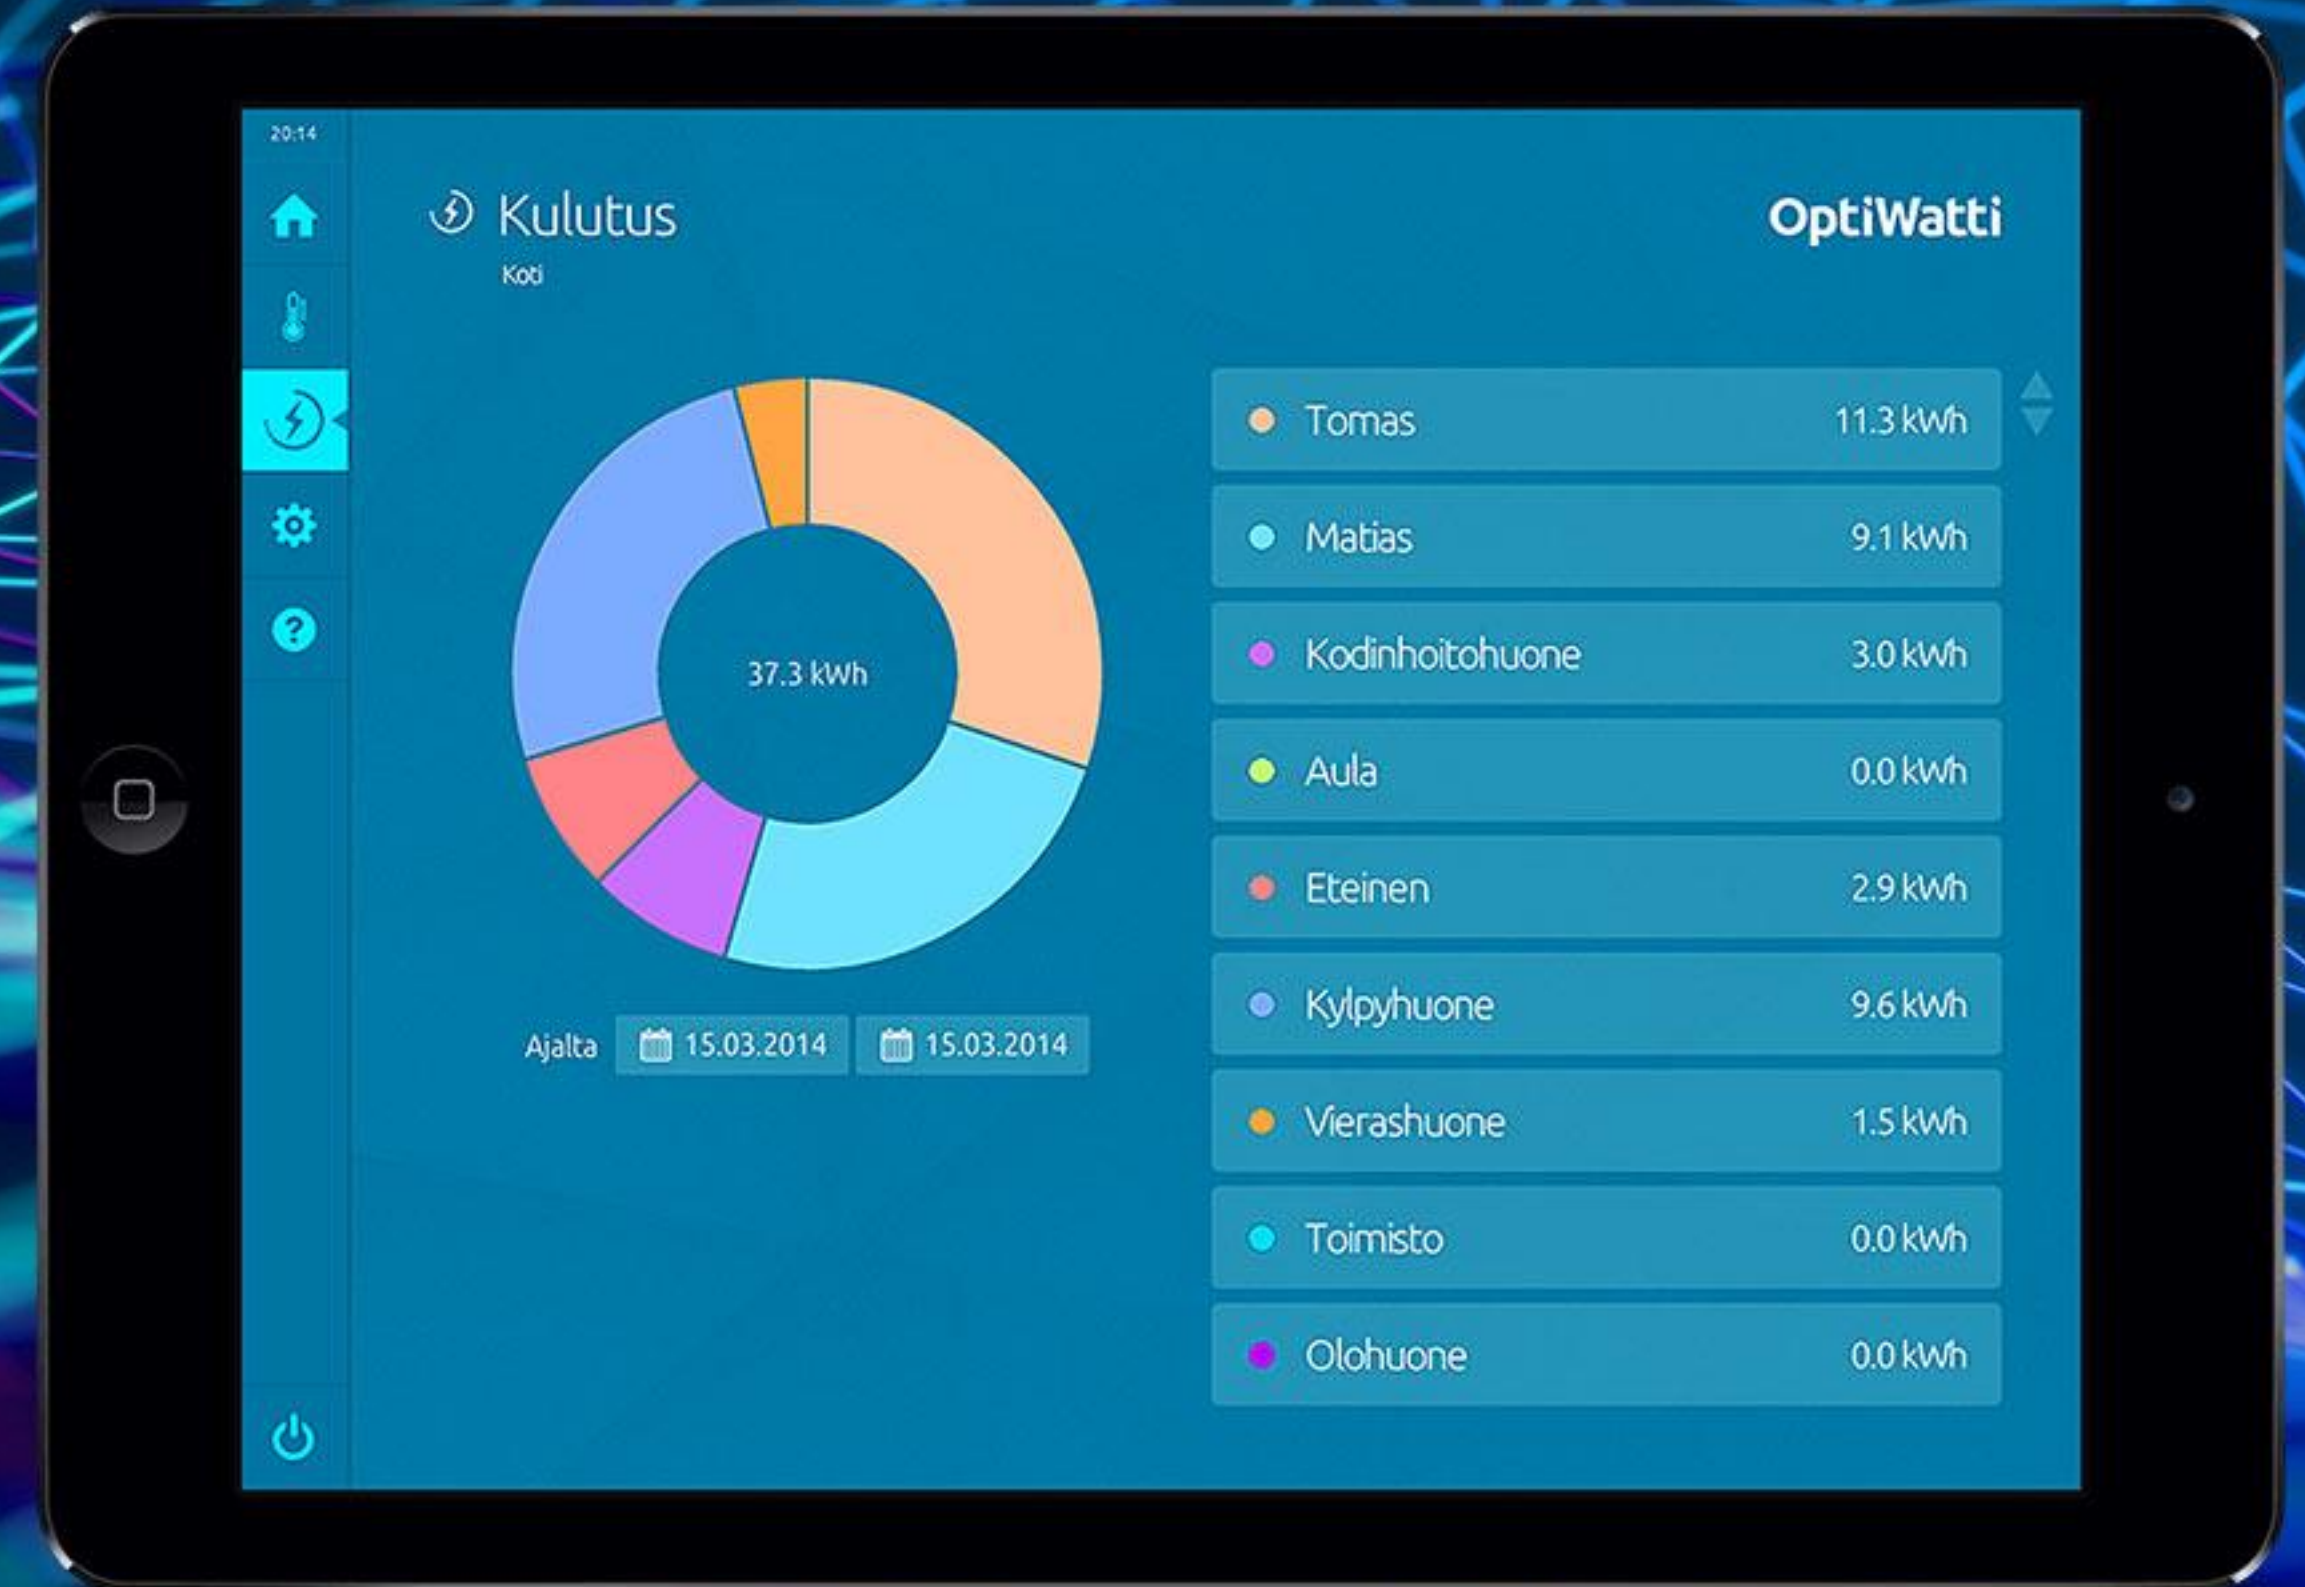 20:14
Kulutus
Koti
OptiWatti
37.3 kWh
Ajalta 15.03.2014 15.03.2014
Tomas 11.3 kWh
Matias 9.1 kWh
Kodinhoitohuone 3.0 kWh
Aula 0.0 kWh
Eteinen 2.9 kWh
Kylpyhuone 9.6 kWh
Vierashuone 1.5 kWh
Toimisto 0.0 kWh
Olohuone 0.0 kWh